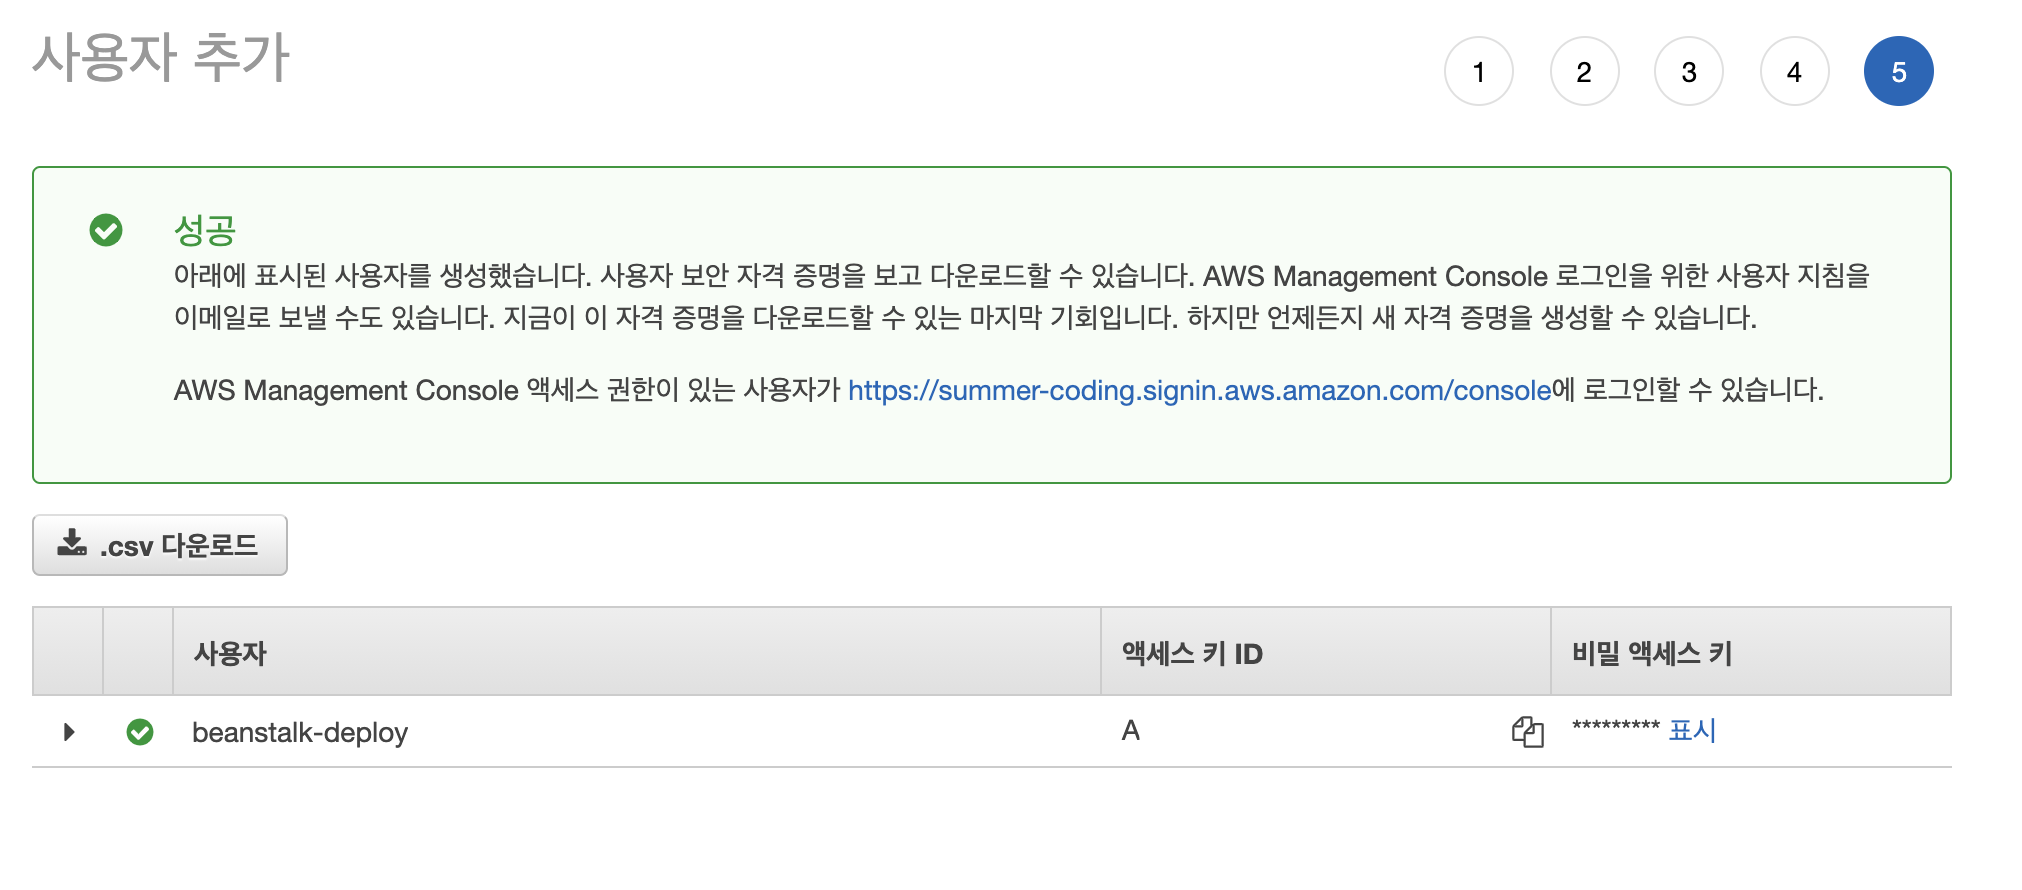 사용자 추가
1 2 3 4 5
성공
아래에 표시된 사용자를 생성했습니다. 사용자 보안 자격 증명을 보고 다운로드할 수 있습니다. AWS Management Console 로그인을 위한 사용자 지침을
이메일로 보낼 수도 있습니다. 지금이 이 자격 증명을 다운로드할 수 있는 마지막 기회입니다. 하지만 언제든지 새 자격 증명을 생성할 수 있습니다.
AWS Management Console 액세스 권한이 있는 사용자가 https://summer-coding.signin.aws.amazon.com/console에 로그인할 수 있습니다.
.csv 다운로드
사용자 액세스 키 ID 비밀 액세스 키
beanstalk-deploy A ********* 표시